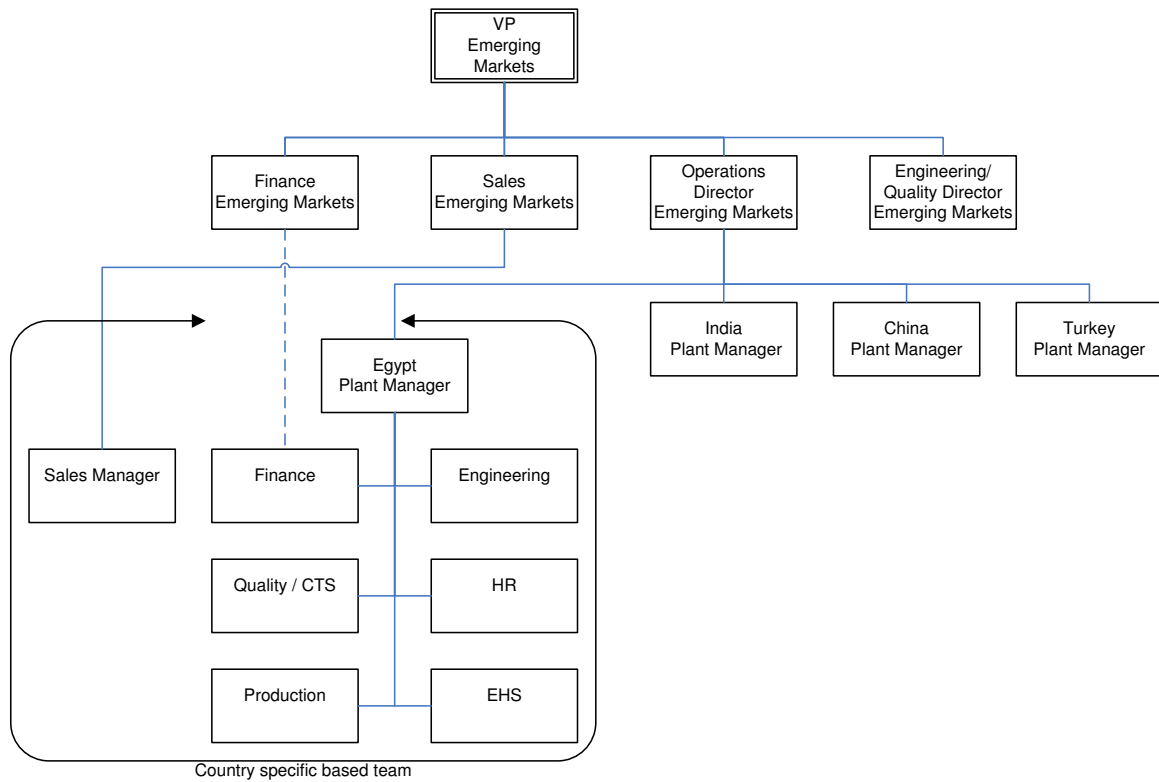 VP
Emerging
Markets
Finance
Emerging Markets
Sales
Emerging Markets
Operations
Director
Emerging Markets
Engineering/
Quality Director
Emerging Markets
India
Plant Manager
China
Plant Manager
Turkey
Plant Manager
Egypt
Plant Manager
Sales Manager
Finance
Engineering
Quality / CTS
HR
Production
EHS
Country specific based team